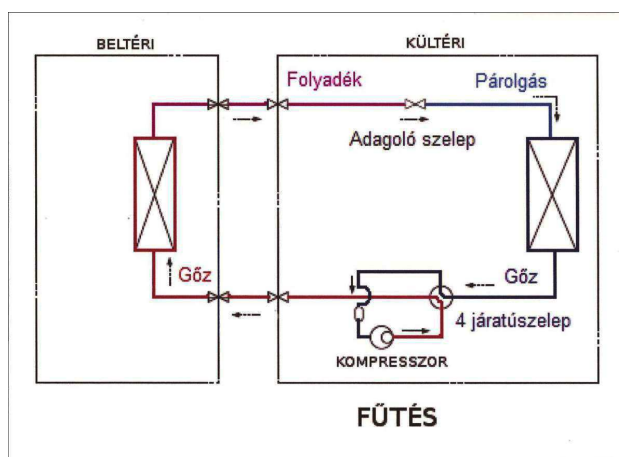 BELTÉRI
KÜLTÉRI
Folyadék
Párolgás
Adagoló szelep
Gőz
Gőz
4 járatúszelep
KOMPRESSZOR
FŰTÉS